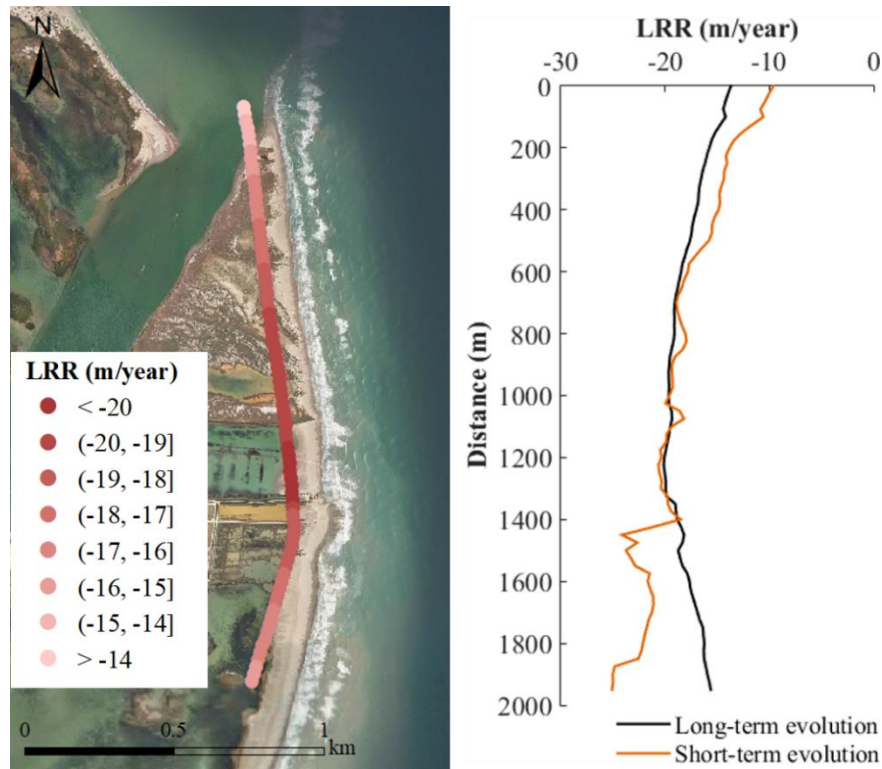 N
LRR (m/year)
< -20
(-20, -19]
(-19, -18]
(-18, -17]
(-17, -16]
(-16, -15]
(-15, -14]
> -14
0 0.5 1
km
LRR (m/year)
-30 -20 -10 0
0
200
400
600
800
1000
1200
1400
1600
1800
2000
Distance (m)
Long-term evolution
Short-term evolution